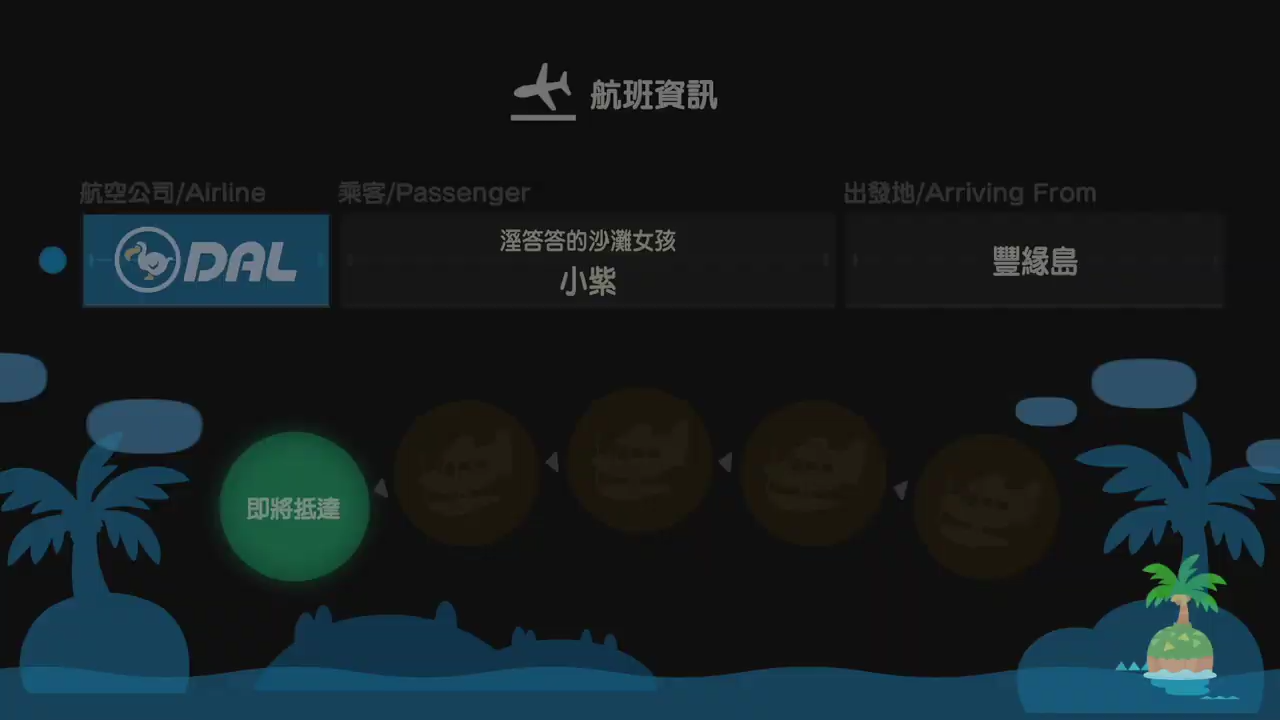 航班資訊
航空公司/Airline
乘客/Passenger
出發地/Arriving From
DAL
溼答答的沙灘女孩
小紫
豐緣島
即將抵達